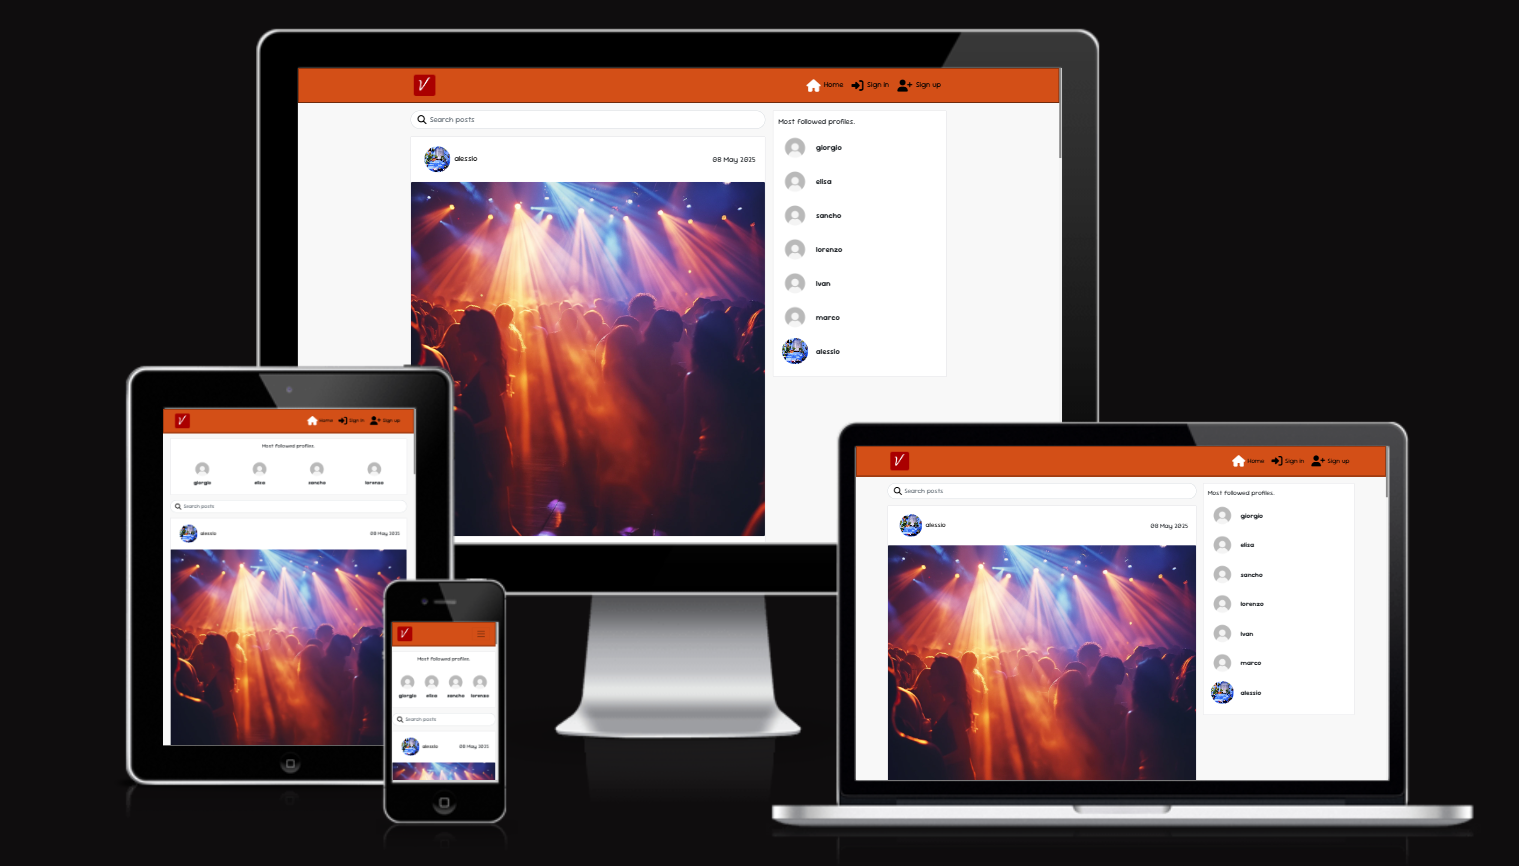 V
Home
Sign in
Sign up
Search posts
Most followed profiles.
alessio
08 May 2025
giorgio
elisa
sancho
lorenzo
ivan
marco
alessio
V
Home
Sign in
Sign up
Most followed profiles.
giorgio
elisa
sancho
lorenzo
Search posts
alessio
08 May 2025
V
Most followed profiles.
giorgio
elisa
sancho
lorenzo
Search posts
alessio
08 May 2025
V
Home
Sign in
Sign up
Search posts
Most followed profiles.
alessio
08 May 2025
giorgio
elisa
sancho
lorenzo
ivan
marco
alessio